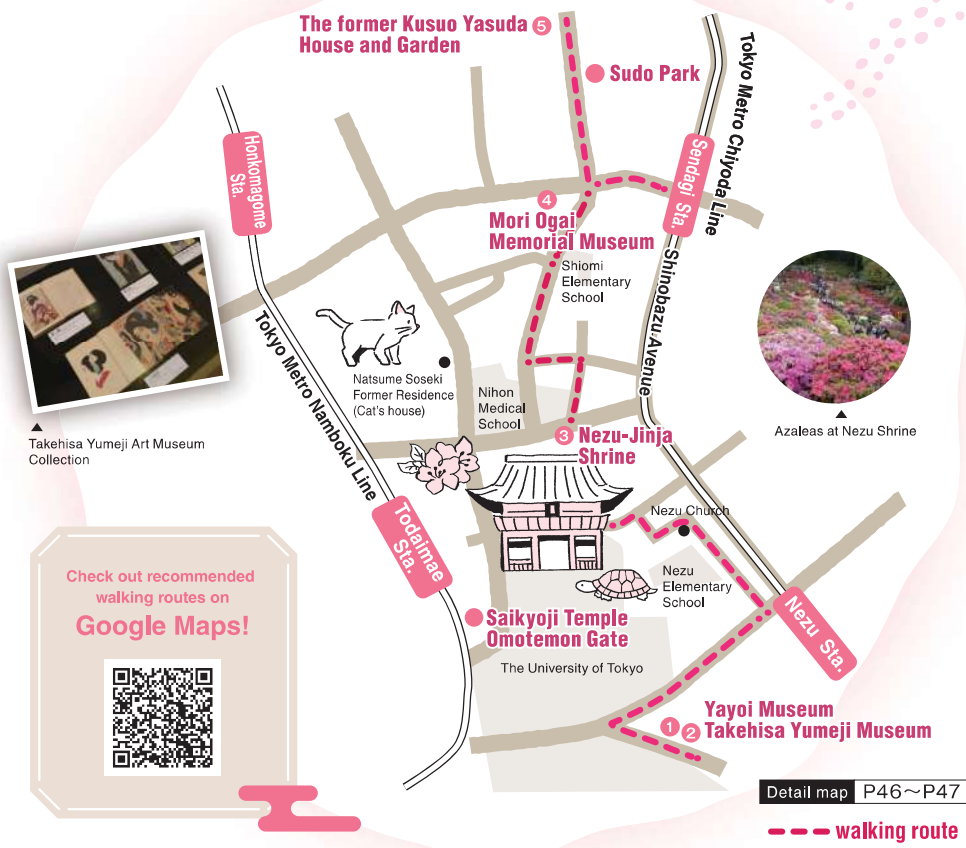 The former Kusuo Yasuda 5
House and Garden
Sudo Park
Tokyo Metro Chiyoda Line
Honkomagome
Sta.
Sendagi Sta.
4
Mori Ogai
Memorial Museum
Shiomi
Elementary
School
Shinobazu Avenue
Tokyo Metro Namboku Line
Natsume Soseki
Former Residence
(Cat's house)
Nihon
Medical
School
▲
Takehisa Yumeji Art Museum
Collection
▲
Azaleas at Nezu Shrine
3 Nezu-Jinja
Shrine
Todaimae
Sta.
Nezu Church
Nezu
Elementary
School
Nezu Sta.
Saikyoji Temple
Omotemon Gate
The University of Tokyo
Check out recommended
walking routes on
Google Maps!
1 2 Yayoi Museum
Takehisa Yumeji Museum
Detail map P46~P47
walking route